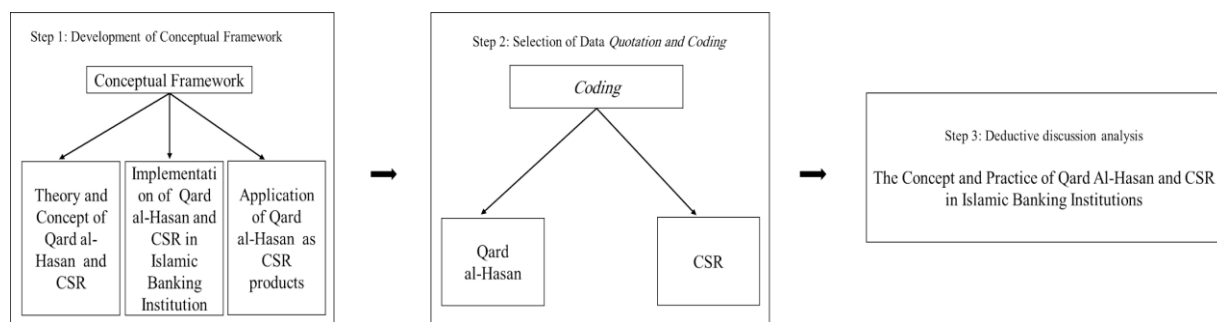 Step 1: Development of Conceptual Framework
Conceptual Framework
Theory and
Concept of
Qard al-
Hasan and
CSR
Implementati
on of Qard
al-Hasan and
CSR in
Islamic
Banking
Institution
Application
of Qard
al-Hasan as
CSR
products
Step 2: Selection of Data Quotation and Coding
Coding
Qard
al-Hasan
CSR
Step 3: Deductive discussion analysis
The Concept and Practice of Qard Al-Hasan and CSR
in Islamic Banking Institutions